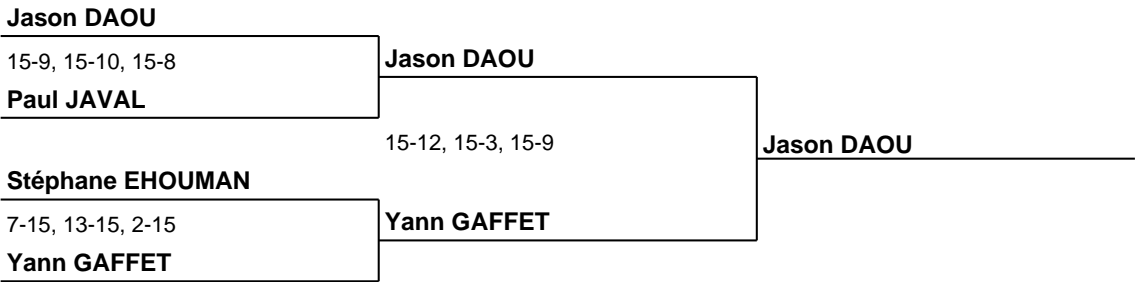 Jason DAOU
15-9, 15-10, 15-8
Jason DAOU
Paul JAVAL
15-12, 15-3, 15-9
Jason DAOU
Stéphane EHOUMAN
7-15, 13-15, 2-15
Yann GAFFET
Yann GAFFET